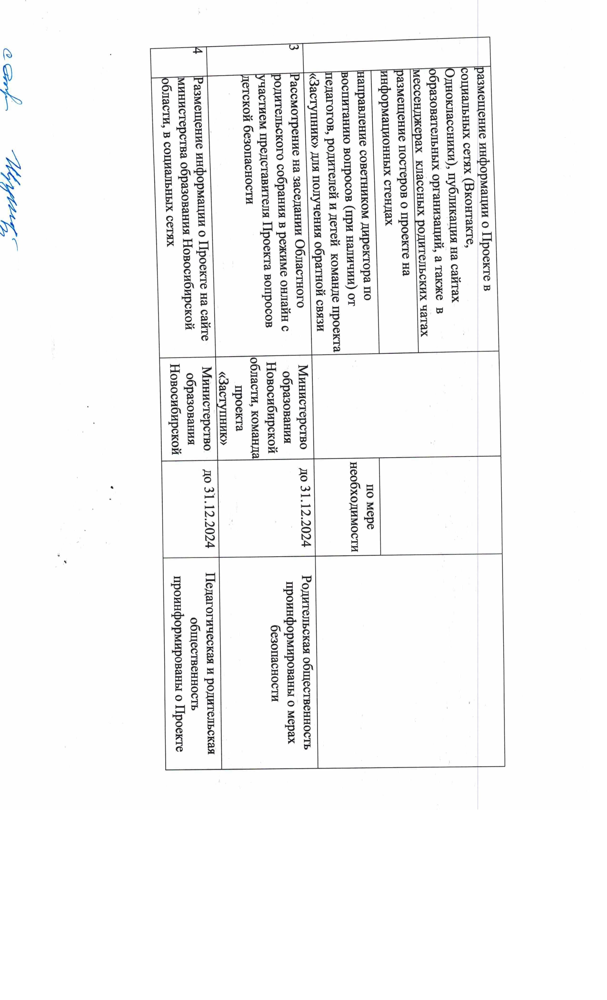 размещение информации о Проекте в
социальных сетях (Вконтакте,
Одноклассники), публикация на сайтах
образовательных организаций, а также в
мессенджерах классных родительских чатах
размещение постеров о проекте на
информационных стендах
направление советником директора по
воспитанию вопросов (при наличии) от
педагогов, родителей и детей команде проекта
«Заступник» для получения обратной связи
по мере
необходимости
3
Рассмотрение на заседании Областного
родительского собрания в режиме онлайн с
участием представителя Проекта вопросов
детской безопасности
Министерство
образования
Новосибирской
области, команда
проекта
«Заступник»
до 31.12.2024
Родительская общественность
проинформированы о мерах
безопасности
4
Размещение информации о Проекте на сайте
министерства образования Новосибирской
области, в социальных сетях
Министерство
образования
Новосибирской
до 31.12.2024
Педагогическая и родительская
общественность
проинформированы о Проекте